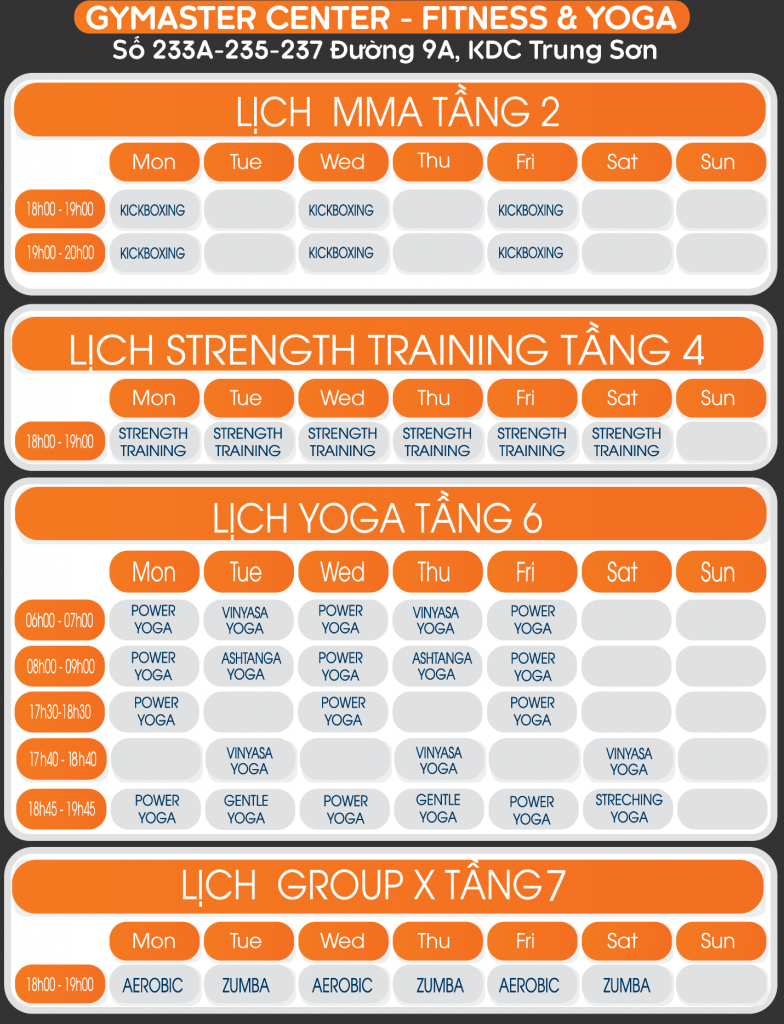 GYMASTER CENTER - FITNESS & YOGA
Số 233A-235-237 Đường 9A, KDC Trung Sơn
LỊCH MMA TẦNG 2
Mon Tue Wed Thu Fri Sat Sun
18h00 - 19h00 KICKBOXING KICKBOXING KICKBOXING
19h00 - 20h00 KICKBOXING KICKBOXING KICKBOXING
LỊCH STRENGTH TRAINING TẦNG 4
Mon Tue Wed Thu Fri Sat Sun
18h00 - 19h00 STRENGTH STRENGTH STRENGTH STRENGTH STRENGTH STRENGTH
TRAINING TRAINING TRAINING TRAINING TRAINING TRAINING
LỊCH YOGA TẦNG 6
Mon Tue Wed Thu Fri Sat Sun
06h00 - 07h00 POWER VINYASA POWER VINYASA POWER
YOGA YOGA YOGA YOGA YOGA
08h00 - 09h00 POWER ASHTANGA POWER ASHTANGA POWER
YOGA YOGA YOGA YOGA YOGA
17h30-18h30 POWER POWER POWER
YOGA YOGA YOGA
17h40 - 18h40 VINYASA VINYASA VINYASA
YOGA YOGA YOGA
18h45 - 19h45 POWER GENTLE POWER GENTLE POWER STRECHING
YOGA YOGA YOGA YOGA YOGA YOGA
LỊCH GROUP X TẦNG7
Mon Tue Wed Thu Fri Sat Sun
18h00 - 19h00 AEROBIC ZUMBA AEROBIC ZUMBA AEROBIC ZUMBA